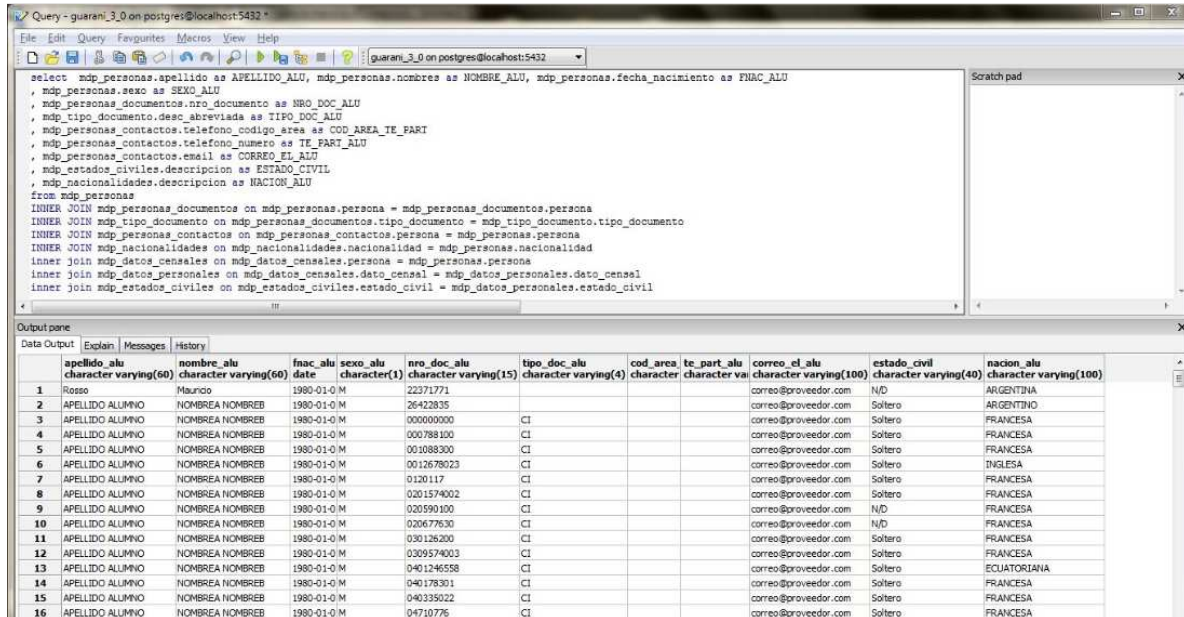 Query - guarani_3_0 on postgres@localhost:5432 *
File Edit Query Favourites Macros View Help
guarani_3_0 on postgres@localhost:5432
select mdp_personas.apellido as APELLIDO_ALU, mdp_personas.nombres as NOMBRE_ALU, mdp_personas.fecha_nacimiento as FNAC_ALU
, mdp_personas.sexo as SEXO_ALU
, mdp_personas_documentos.nro_documento as NRO_DOC_ALU
, mdp_tipo_documento.desc_abreviada as TIPO_DOC_ALU
, mdp_personas_contactos.telefono_codigo_area as COD_AREA_TE_PART
, mdp_personas_contactos.telefono_numero as TE_PART_ALU
, mdp_personas_contactos.email as CORREO_EL_ALU
, mdp_estados_civiles.descripcion as ESTADO_CIVIL
, mdp_nacionalidades.descripcion as NACION_ALU
from mdp_personas
INNER JOIN mdp_personas_documentos on mdp_personas.persona = mdp_personas_documentos.persona
INNER JOIN mdp_tipo_documento on mdp_personas_documentos.tipo_documento = mdp_tipo_documento.tipo_documento
INNER JOIN mdp_personas_contactos on mdp_personas_contactos.persona = mdp_personas.persona
INNER JOIN mdp_nacionalidades on mdp_nacionalidades.nacionalidad = mdp_personas.nacionalidad
inner join mdp_datos_censales on mdp_datos_censales.persona = mdp_personas.persona
inner join mdp_datos_personales on mdp_datos_censales.dato_censal = mdp_datos_personales.dato_censal
inner join mdp_estados_civiles on mdp_estados_civiles.estado_civil = mdp_datos_personales.estado_civil
Scratch pad
Output pane
Data Output Explain Messages History
apellido_alu nombre_alu fnac_alu sexo_alu nro_doc_alu tipo_doc_alu cod_area te_part_alu correo_el_alu estado_civil nacion_alu
character varying(60) character varying(60) date character(1) character varying(15) character varying(4) character character va character varying(100) character varying(40) character varying(100)
1 Rosso Mauricio 1980-01-0 M 22371771 correo@proveedor.com N/D ARGENTINA
2 APELLIDO ALUMNO NOMBREA NOMBREB 1980-01-0 M 26422835 correo@proveedor.com Soltero ARGENTINO
3 APELLIDO ALUMNO NOMBREA NOMBREB 1980-01-0 M 000000000 CI correo@proveedor.com Soltero FRANCESA
4 APELLIDO ALUMNO NOMBREA NOMBREB 1980-01-0 M 000788100 CI correo@proveedor.com Soltero FRANCESA
5 APELLIDO ALUMNO NOMBREA NOMBREB 1980-01-0 M 001088300 CI correo@proveedor.com Soltero FRANCESA
6 APELLIDO ALUMNO NOMBREA NOMBREB 1980-01-0 M 0012678023 CI correo@proveedor.com Soltero INGLESA
7 APELLIDO ALUMNO NOMBREA NOMBREB 1980-01-0 M 0120117 CI correo@proveedor.com Soltero FRANCESA
8 APELLIDO ALUMNO NOMBREA NOMBREB 1980-01-0 M 0201574002 CI correo@proveedor.com Soltero FRANCESA
9 APELLIDO ALUMNO NOMBREA NOMBREB 1980-01-0 M 020590100 CI correo@proveedor.com N/D FRANCESA
10 APELLIDO ALUMNO NOMBREA NOMBREB 1980-01-0 M 020677630 CI correo@proveedor.com N/D FRANCESA
11 APELLIDO ALUMNO NOMBREA NOMBREB 1980-01-0 M 030126200 CI correo@proveedor.com Soltero FRANCESA
12 APELLIDO ALUMNO NOMBREA NOMBREB 1980-01-0 M 0309574003 CI correo@proveedor.com Soltero FRANCESA
13 APELLIDO ALUMNO NOMBREA NOMBREB 1980-01-0 M 0401246558 CI correo@proveedor.com Soltero ECUATORIANA
14 APELLIDO ALUMNO NOMBREA NOMBREB 1980-01-0 M 040178301 CI correo@proveedor.com Soltero FRANCESA
15 APELLIDO ALUMNO NOMBREA NOMBREB 1980-01-0 M 040335022 CI correo@proveedor.com Soltero FRANCESA
16 APELLIDO ALUMNO NOMBREA NOMBREB 1980-01-0 M 04710776 CI correo@proveedor.com Soltero FRANCESA